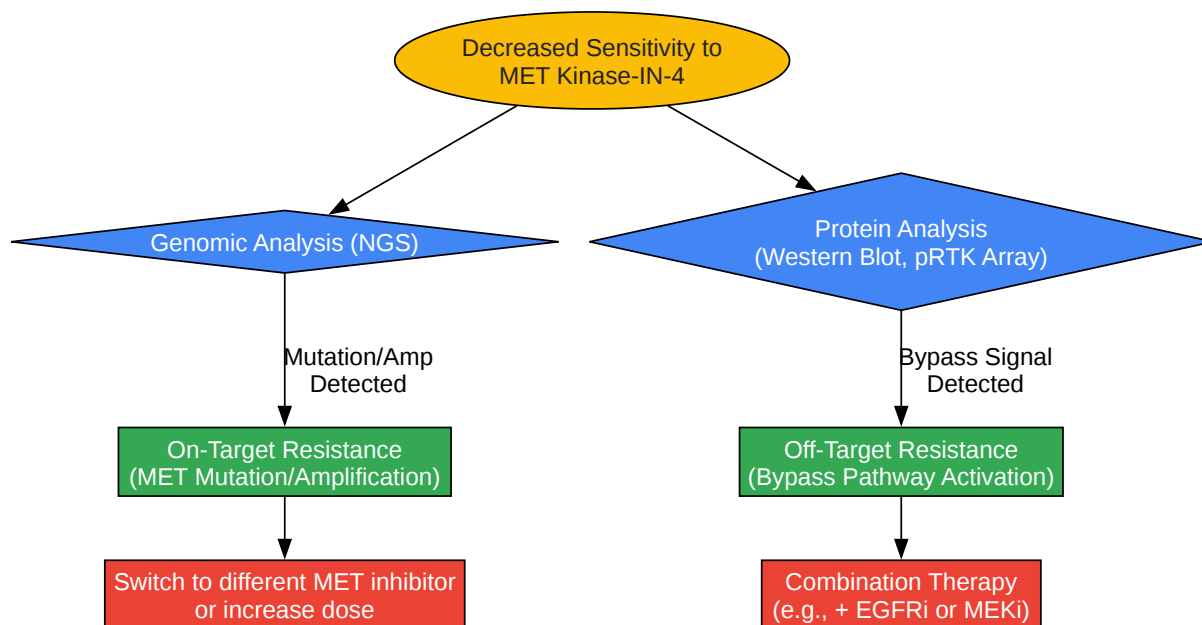 Decreased Sensitivity to
MET Kinase-IN-4
Genomic Analysis (NGS)
Protein Analysis
(Western Blot, pRTK Array)
Mutation/Amp
Detected
Bypass Signal
Detected
On-Target Resistance
(MET Mutation/Amplification)
Off-Target Resistance
(Bypass Pathway Activation)
Switch to different MET inhibitor
or increase dose
Combination Therapy
(e.g., + EGFRi or MEKi)